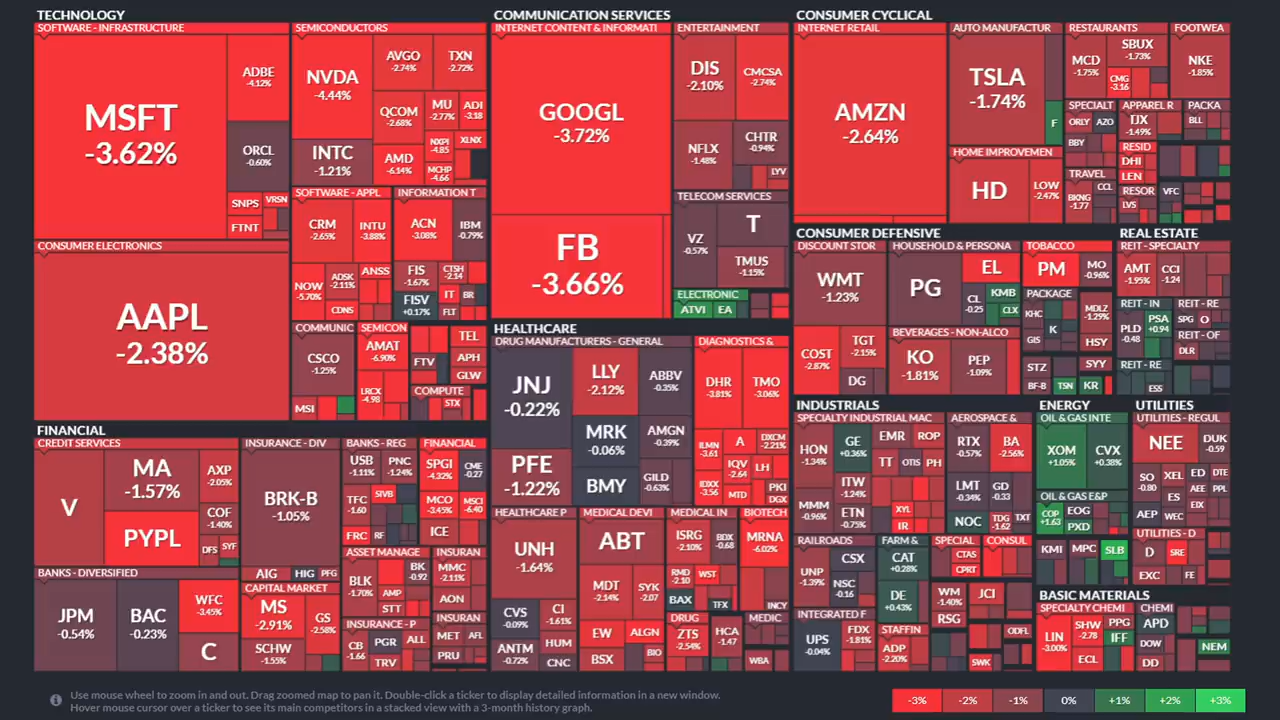 TECHNOLOGY
SOFTWARE - INFRASTRUCTURE
MSFT
-3.62%
ADBE
-4.12%
ORCL
-0.60%
SNPS
VRSN
FTNT
SEMICONDUCTORS
NVDA
-4.44%
AVGO
-2.74%
TXN
-2.72%
QCOM
-2.68%
MU
-2.77%
ADI
-3.18
INTC
-1.21%
AMD
-6.14%
NXPI
-4.85
XLNX
MCHP
-4.66
SOFTWARE - APPL
CRM
-2.65%
INTU
-3.88%
NOW
-5.70%
ADSK
-2.11%
ANSS
CDNS
INFORMATION T
ACN
-3.08%
IBM
-0.79%
FIS
-1.67%
CTSH
-2.14
FISV
+0.17%
IT
BR
FLT
CONSUMER ELECTRONICS
AAPL
-2.38%
COMMUNIC
CSCO
-1.25%
MSI
SEMICON
AMAT
-6.90%
LRCX
-4.98
TEL
FTV
APH
GLW
COMPUTE
STX
COMMUNICATION SERVICES
INTERNET CONTENT & INFORMATI
GOOGL
-3.72%
FB
-3.66%
ENTERTAINMENT
DIS
-2.10%
CMCSA
-2.74%
NFLX
-1.48%
CHTR
-0.94%
LYV
TELECOM SERVICES
VZ
-0.57%
T
TMUS
-1.15%
ELECTRONIC
ATVI
EA
CONSUMER CYCLICAL
INTERNET RETAIL
AMZN
-2.64%
AUTO MANUFACTUR
TSLA
-1.74%
F
HOME IMPROVEMEN
HD
LOW
-2.47%
RESTAURANTS
MCD
-1.75%
SBUX
-1.73%
CMG
-3.16
FOOTWEA
NKE
-1.85%
SPECIALT
ORLY
AZO
BBY
APPAREL R
TJX
-1.49%
PACKA
BLL
RESID
DHI
LEN
TRAVEL
BKNG
-1.77
CCL
RESOR
LVS
VFC
FINANCIAL
CREDIT SERVICES
V
MA
-1.57%
AXP
-2.05%
PYPL
COF
-1.40%
DFS
SYF
INSURANCE - DIV
BRK-B
-1.05%
AIG
HIG
PFG
BANKS - REG
USB
-1.11%
PNC
-1.24%
TFC
-1.60
SIVB
FRC
RF
FINANCIAL
SPGI
-4.32%
CME
-0.27
MCO
-3.45%
MSCI
-6.40
ICE
BANKS - DIVERSIFIED
JPM
-0.54%
BAC
-0.23%
WFC
-3.45%
C
CAPITAL MARKET
MS
-2.91%
GS
-2.58%
SCHW
-1.55%
ASSET MANAGE
BLK
-1.70%
BK
-0.92
AMP
STT
INSURAN
MMC
-2.11%
AON
INSURANCE - P
CB
-1.66
PGR
ALL
TRV
INSURAN
MET
AFL
PRU
HEALTHCARE
DRUG MANUFACTURERS - GENERAL
JNJ
-0.22%
LLY
-2.12%
ABBV
-0.35%
PFE
-1.22%
MRK
-0.06%
AMGN
-0.39%
BMY
GILD
-0.63%
DIAGNOSTICS &
DHR
-3.81%
TMO
-3.06%
ILMN
-3.61
A
DXCM
-2.21%
IQV
-2.64
LH
IDXX
-3.56
MTD
PKI
DGX
HEALTHCARE P
UNH
-1.64%
CVS
-0.09%
CI
-1.61%
ANTM
-0.72%
HUM
CNC
MEDICAL DEVI
ABT
MDT
-2.14%
SYK
-2.07
EW
ALGN
BSX
BIO
MEDICAL IN
ISRG
-2.10%
BDX
-0.68
RMD
-2.10
WST
BAX
TFX
BIOTECH
MRNA
-6.02%
INCY
DRUG
ZTS
-2.54%
HCA
-1.47
MEDIC
WBA
CONSUMER DEFENSIVE
DISCOUNT STOR
WMT
-1.23%
COST
-2.87%
TGT
-2.15%
DG
HOUSEHOLD & PERSONA
PG
EL
CL
-0.25
KMB
CLX
BEVERAGES - NON-ALCO
KO
-1.81%
PEP
-1.09%
TOBACCO
PM
MO
-0.96%
PACKAGE
KHC
K
GIS
MDLZ
-1.29%
HSY
STZ
BF-B
SYY
TSN
KR
REAL ESTATE
REIT - SPECIALTY
AMT
-1.25%
CCI
-1.24
REIT - IN
PLD
-0.48
PSA
+0.94
REIT - RE
SPG
O
REIT - OF
DLR
REIT - RE
ESS
INDUSTRIALS
SPECIALTY INDUSTRIAL MAC
HON
-1.34%
GE
+0.36%
EMR
ROP
TT
OTIS
PH
ITW
-1.24%
MMM
-0.96%
ETN
-0.75%
XYL
IR
AEROSPACE &
RTX
-0.57%
BA
-2.56%
LMT
-0.34%
GD
-0.33
NOC
TDG
-1.62
TXT
RAILROADS
UNP
-1.39%
CSX
NSC
-0.16
FARM &
CAT
+0.28%
DE
+0.43%
SPECIAL
CTAS
CPRT
CONSUL
WM
-1.40%
RSG
JCI
INTEGRATED F
UPS
-0.04%
FDX
-1.81%
STAFFIN
ADP
-2.20%
ODFL
SWK
ENERGY
OIL & GAS INTE
XOM
+1.05%
CVX
+0.38%
OIL & GAS E&P
COP
+1.63
EOG
PXD
KMI
MPC
SLB
UTILITIES
UTILITIES - REGUL
NEE
DUK
-0.59
SO
-0.80
XEL
ED
DTE
ES
AEE
PPL
AEP
WEC
EIX
UTILITIES - D
D
SRE
EXC
FE
BASIC MATERIALS
SPECIALTY CHEMI
LIN
-3.00%
SHW
-2.78
PPG
IFF
ECL
CHEMI
APD
DOW
DD
NEM
Use mouse wheel to zoom in and out. Drag zoomed map to pan it. Double-click a ticker to display detailed information in a new window.
Hover mouse cursor over a ticker to see its main competitors in a stacked view with a 3-month history graph.
-3% -2% -1% 0% +1% +2% +3%